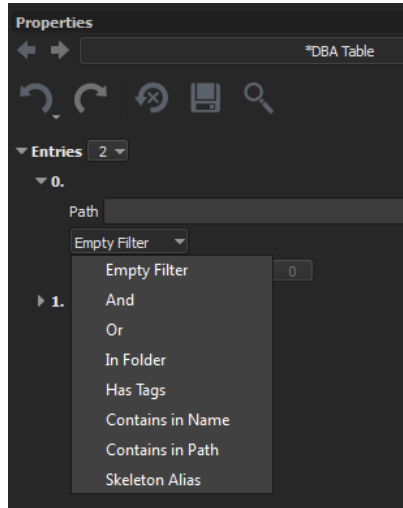 Properties
*DBA Table
Entries 2
0.
Path
Empty Filter
Empty Filter
0
And
1.
Or
In Folder
Has Tags
Contains in Name
Contains in Path
Skeleton Alias